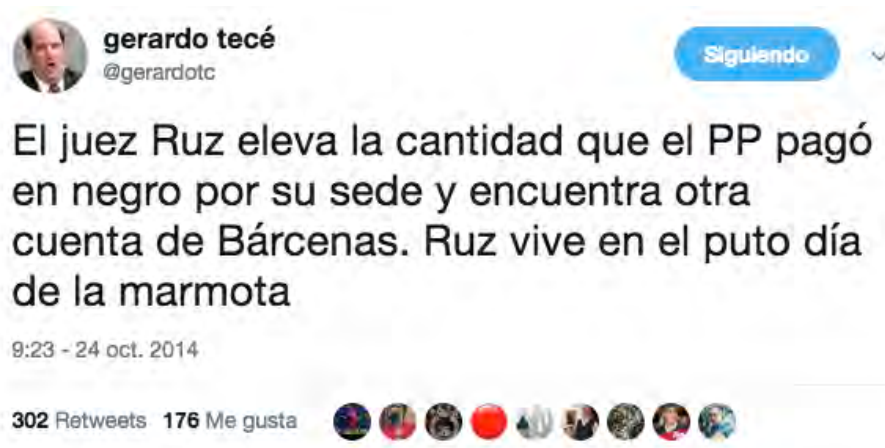 gerardo tecé
@gerardotc
Siguiendo
El juez Ruz eleva la cantidad que el PP pagó
en negro por su sede y encuentra otra
cuenta de Bárcenas. Ruz vive en el puto día
de la marmota
9:23 - 24 oct. 2014
302 Retweets 176 Me gusta